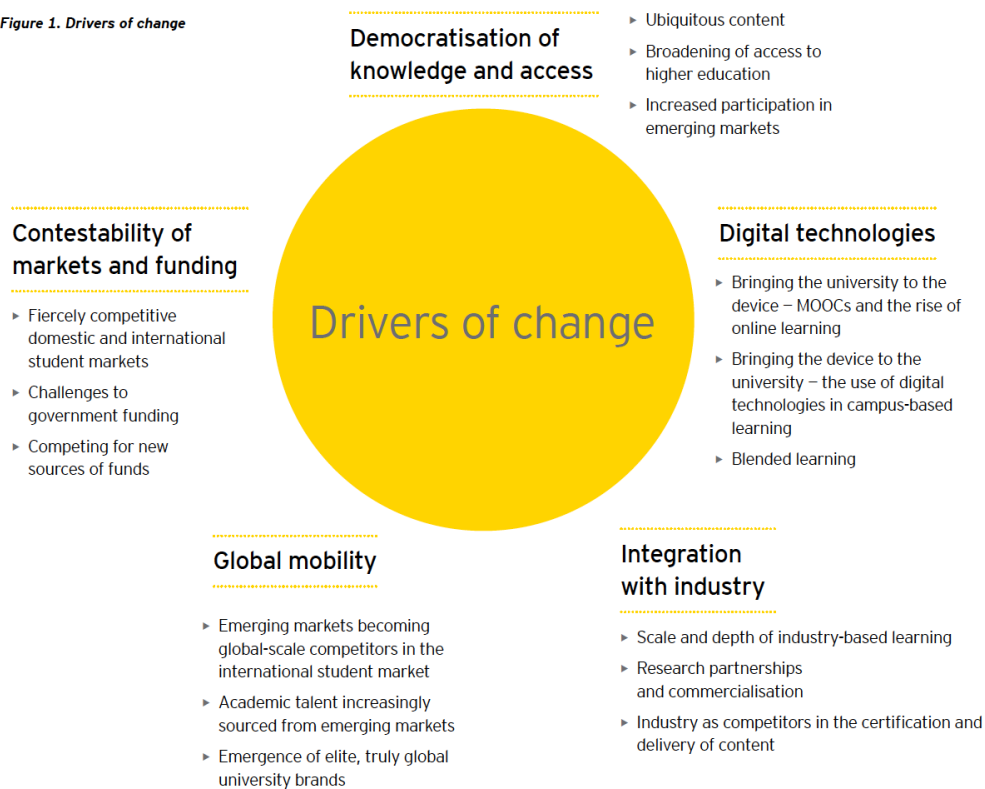 Figure 1. Drivers of change
Democratisation of
knowledge and access
▸ Ubiquitous content
▸ Broadening of access to
higher education
▸ Increased participation in
emerging markets
Contestability of
markets and funding
▸ Fiercely competitive
domestic and international
student markets
▸ Challenges to
government funding
▸ Competing for new
sources of funds
Drivers of change
Digital technologies
▸ Bringing the university to the
device – MOOCs and the rise of
online learning
▸ Bringing the device to the
university – the use of digital
technologies in campus-based
learning
▸ Blended learning
Global mobility
▸ Emerging markets becoming
global-scale competitors in the
international student market
▸ Academic talent increasingly
sourced from emerging markets
▸ Emergence of elite, truly global
university brands
Integration
with industry
▸ Scale and depth of industry-based learning
▸ Research partnerships
and commercialisation
▸ Industry as competitors in the certification and
delivery of content